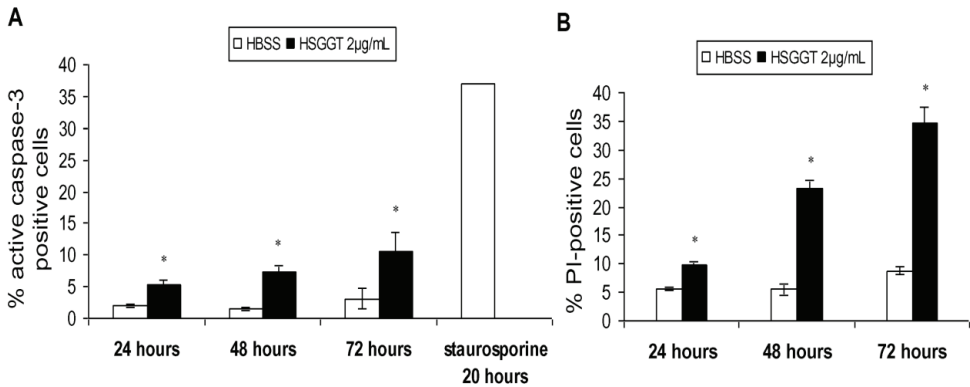 A
HBSS HSGGT 2µg/mL
% active caspase-3
positive cells
40
35
30
25
20
15
10
5
0
*
*
*
24 hours
48 hours
72 hours
staurosporine
20 hours
B
HBSS HSGGT 2µg/mL
% PI-positive cells
40
35
30
25
20
15
10
5
0
*
*
*
24 hours
48 hours
72 hours